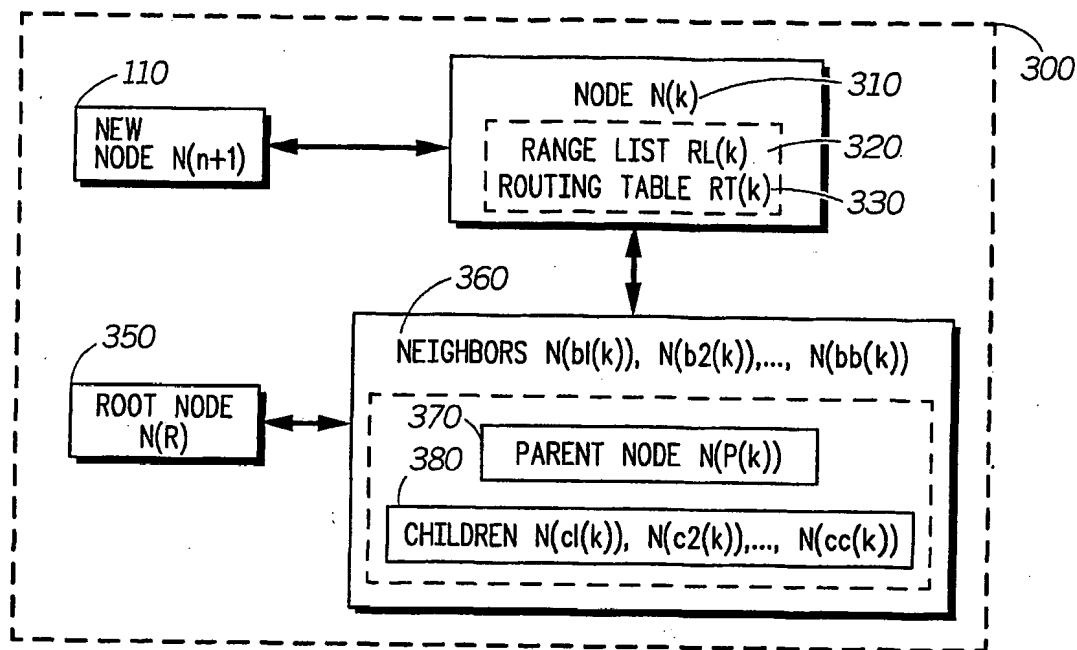 300
110
NEW
NODE N(n+1)
NODE N(k)
310
RANGE LIST RL(k)
320
ROUTING TABLE RT(k)
330
360
NEIGHBORS N(bl(k)), N(b2(k)),..., N(bb(k))
350
ROOT NODE
N(R)
370
PARENT NODE N(P(k))
380
CHILDREN N(cl(k)), N(c2(k)),..., N(cc(k))